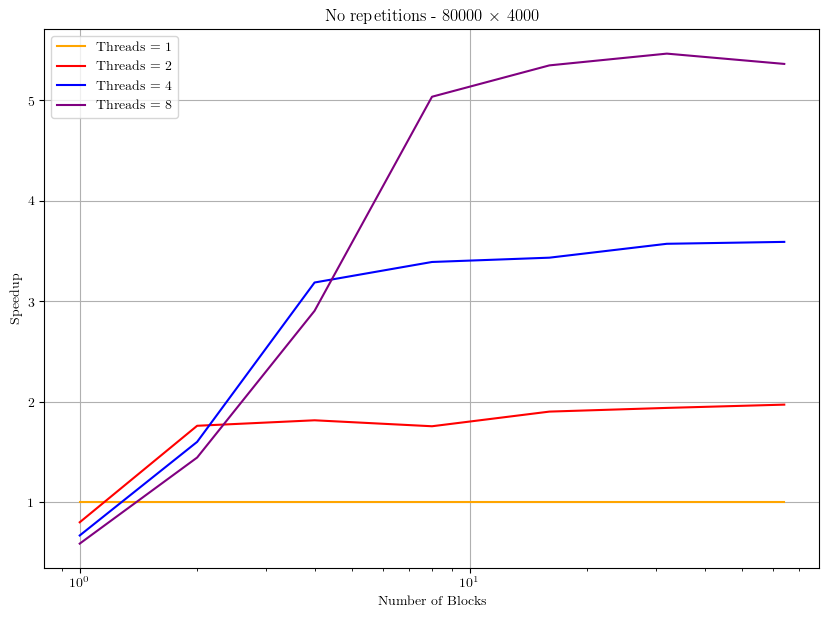 No repetitions - 80000 × 4000
Threads = 1
Threads = 2
Threads = 4
Threads = 8
5
4
3
2
1
Speedup
10⁰
10¹
Number of Blocks